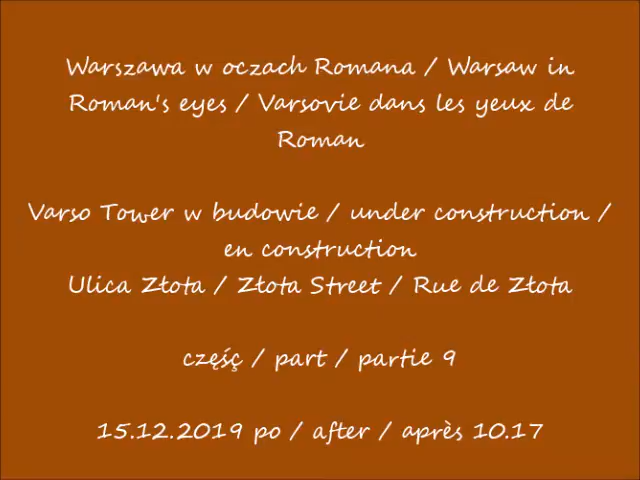 Warszawa w oczach Romana / Warsaw in
Roman's eyes / Varsovie dans les yeux de
Roman
Varso Tower w budowie / under construction /
en construction
Ulica Złota / Złota Street / Rue de Złota
część / part / partie 9
15.12.2019 po / after / après 10.17